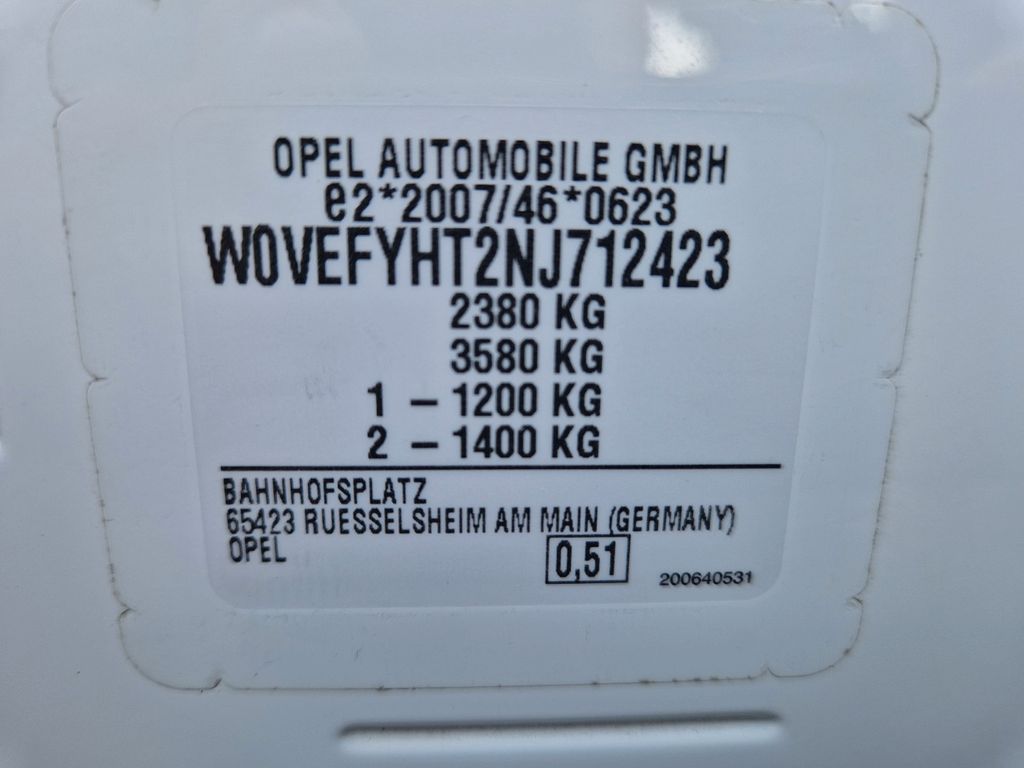 OPEL AUTOMOBILE GMBH
e2*2007/46*0623
W0VEFYHT2NJ712423
2380 KG
3580 KG
1 – 1200 KG
2 – 1400 KG
BAHNHOFSPLATZ
65423 RUESSELSHEIM AM MAIN (GERMANY)
OPEL
0,51
200640531